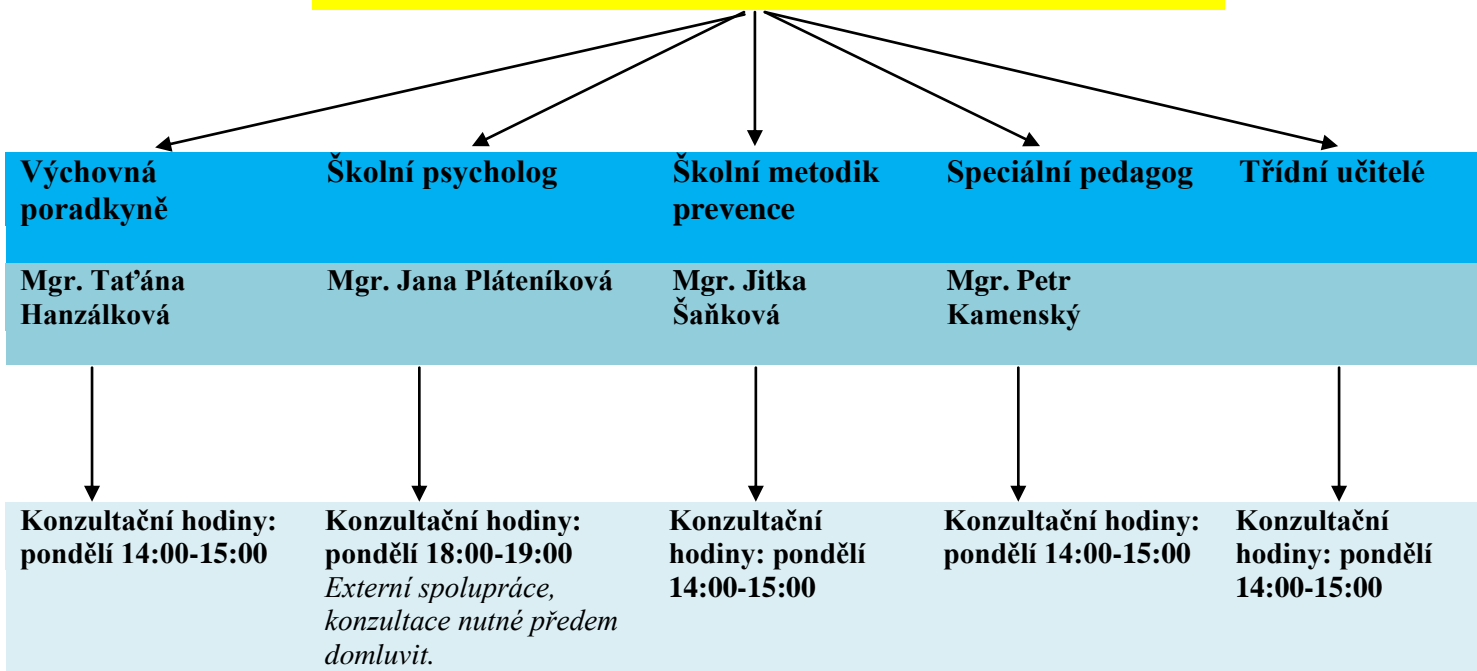 Výchovná
poradkyně
Školní psycholog
Školní metodik
prevence
Speciální pedagog
Třídní učitelé
Mgr. Taťána
Hanzálková
Mgr. Jana Pláteníková
Mgr. Jitka
Šaňková
Mgr. Petr
Kamenský
Konzultační hodiny:
pondělí 14:00-15:00
Konzultační hodiny:
pondělí 18:00-19:00
Externí spolupráce,
konzultace nutné předem
domluvit.
Konzultační
hodiny: pondělí
14:00-15:00
Konzultační hodiny:
pondělí 14:00-15:00
Konzultační
hodiny: pondělí
14:00-15:00